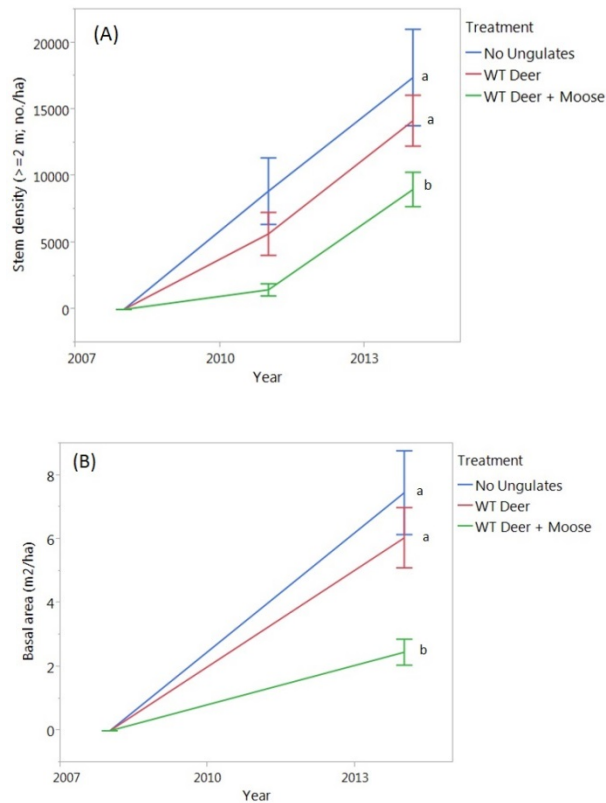 (A)
Treatment
No Ungulates
WT Deer
WT Deer + Moose
Stem density (>=2 m; no./ha)
20000
15000
10000
5000
0
a
a
b
2007
2010
2013
Year
(B)
Treatment
No Ungulates
WT Deer
WT Deer + Moose
Basal area (m2/ha)
8
6
4
2
0
a
a
b
2007
2010
2013
Year